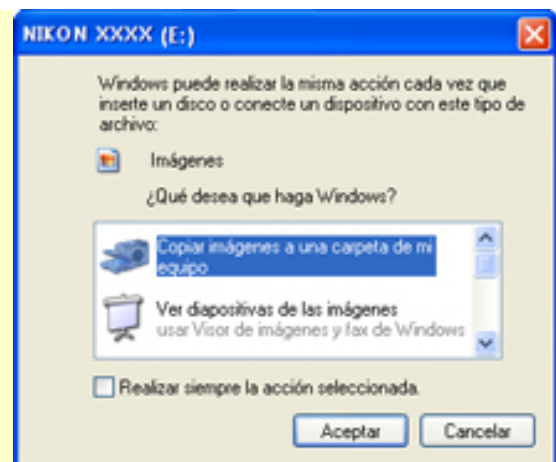 NIKON XXXX (E:)
Windows puede realizar la misma acción cada vez que
inserte un disco o conecte un dispositivo con este tipo de
archivo:
Imágenes
¿Qué desea que haga Windows?
Copiar imágenes a una carpeta de mi
equipo
Ver diapositivas de las imágenes
usar Visor de imágenes y fax de Windows
Realizar siempre la acción seleccionada.
Aceptar Cancelar